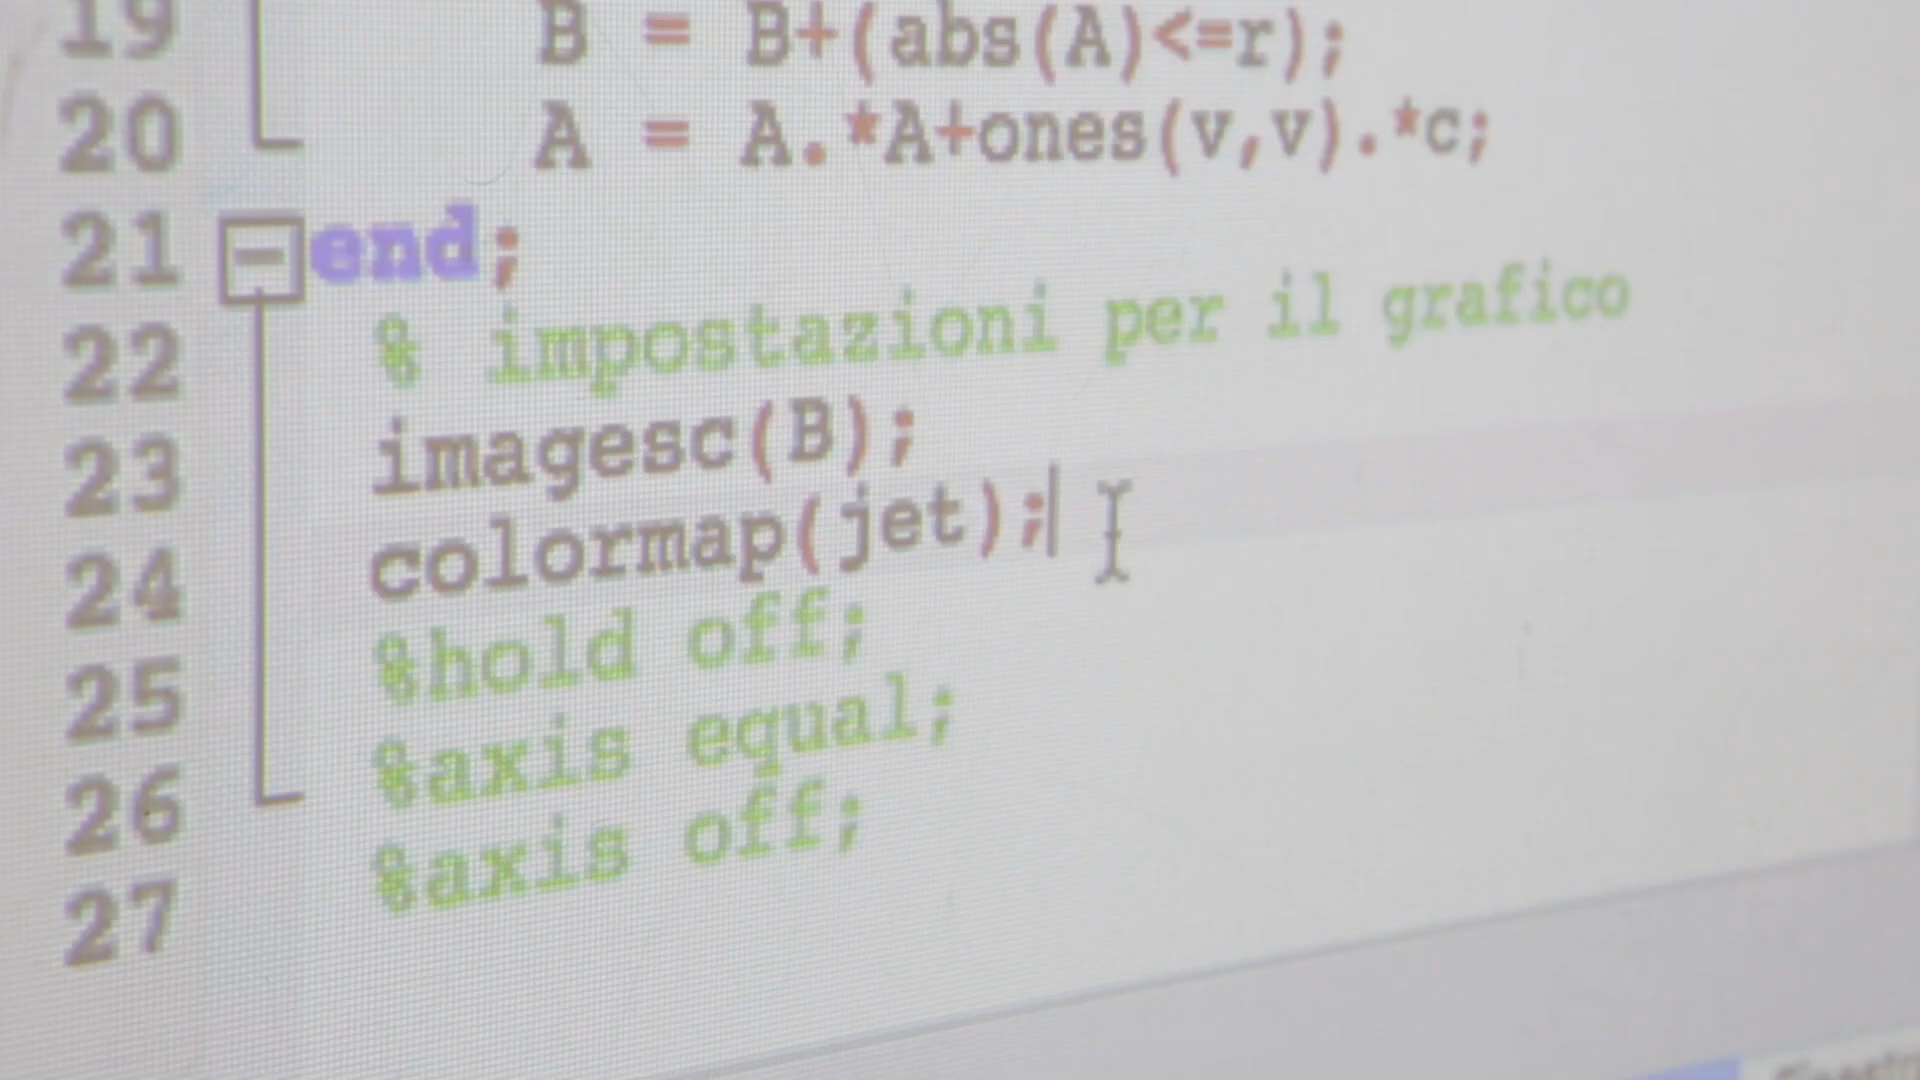 19 B = B+(abs(A)<=r);
20 A = A.*A+ones(v,v).*c;
21 end;
22 % impostazioni per il grafico
23 imagesc(B);
24 colormap(jet);
25 %hold off;
26 %axis equal;
27 %axis off;